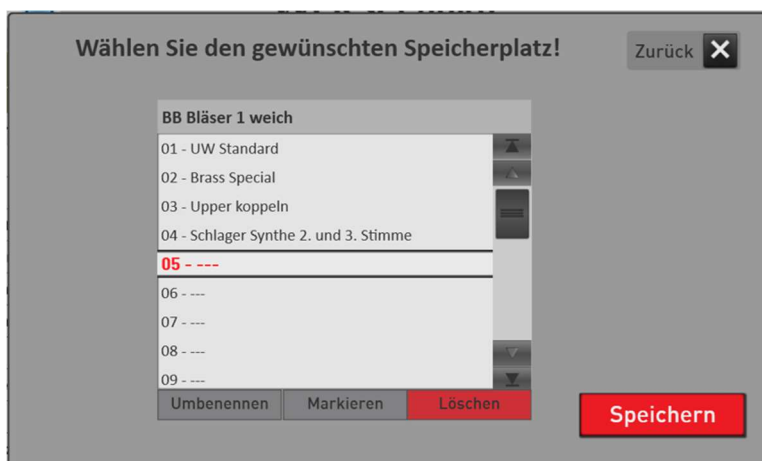 Wählen Sie den gewünschten Speicherplatz!
Zurück
BB Bläser 1 weich
01 - UW Standard
02 - Brass Special
03 - Upper koppeln
04 - Schlager Synthe 2. und 3. Stimme
05 - ---
06 - ---
07 - ---
08 - ---
09 - ---
Umbenennen Markieren Löschen
Speichern